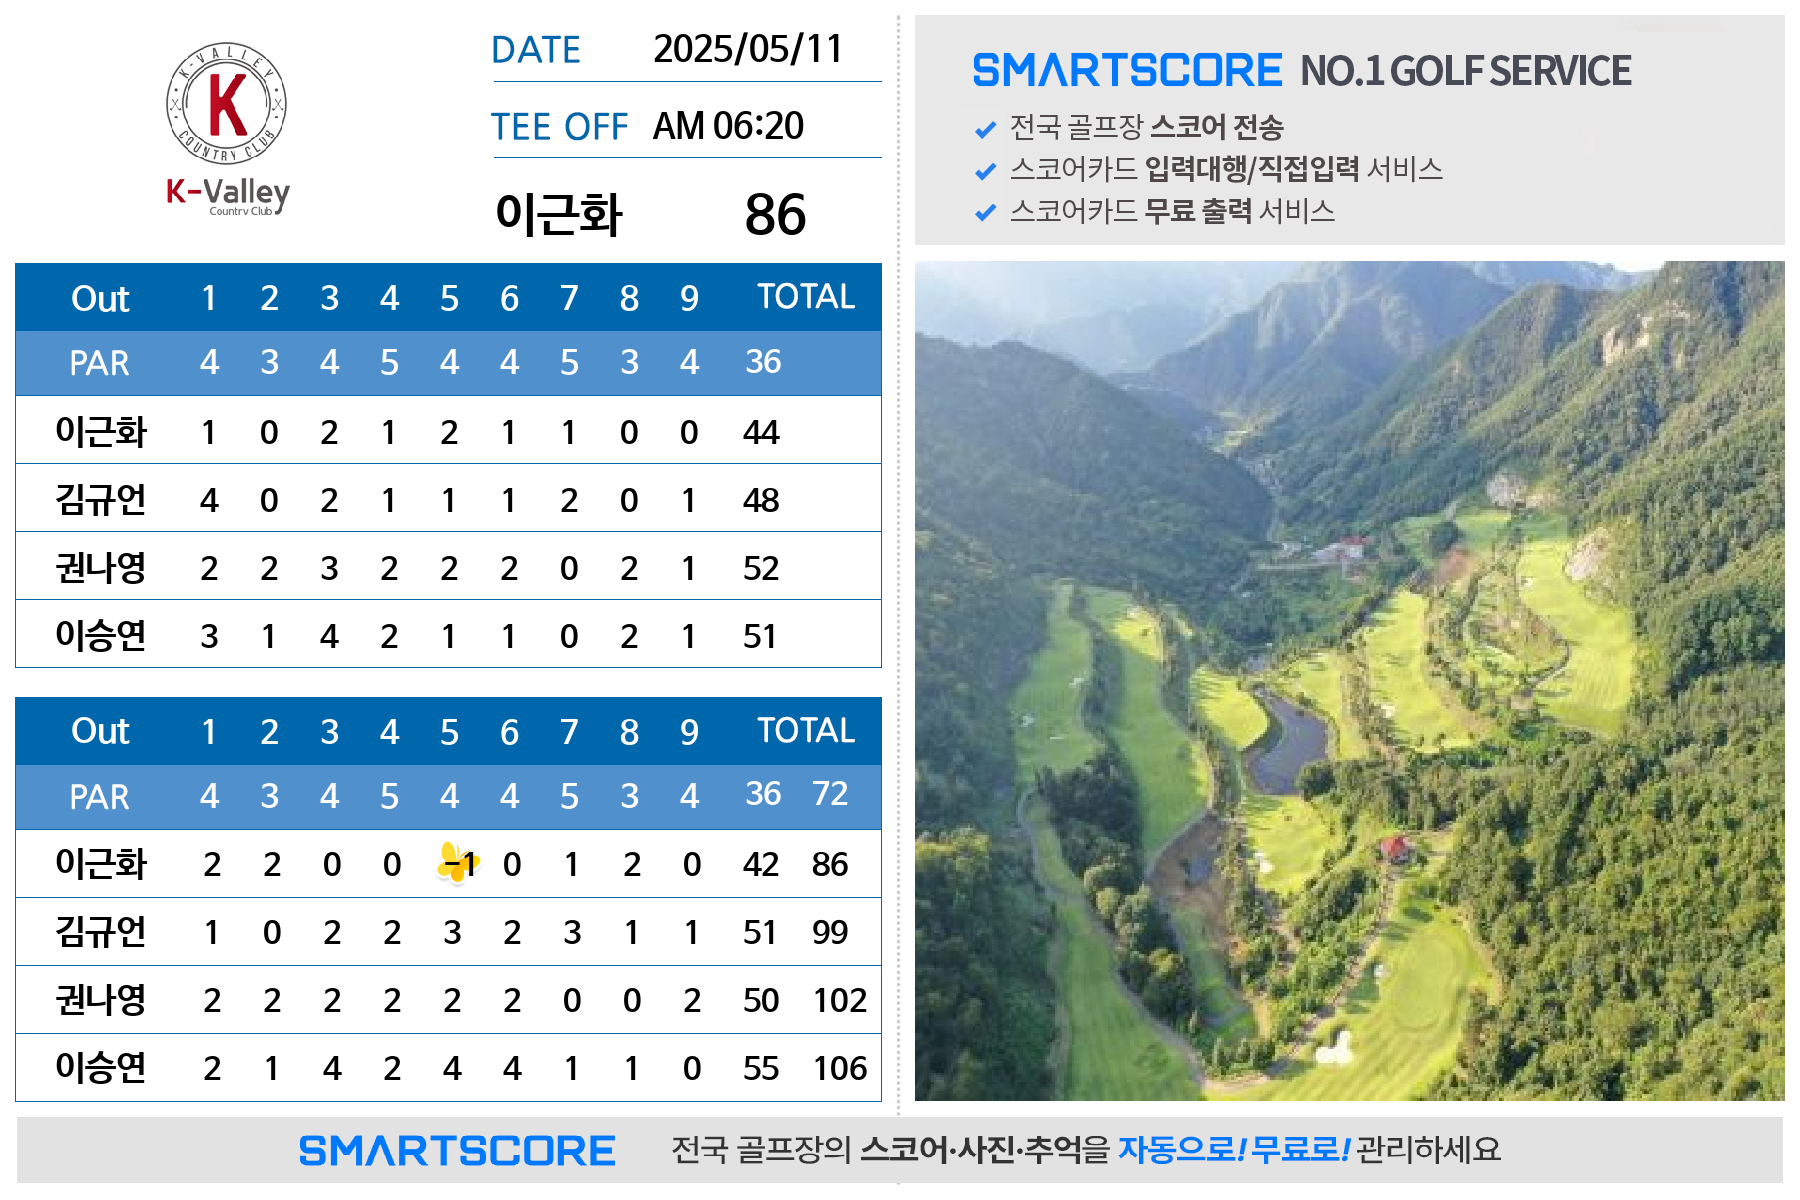 K-VALLEY
COUNTRY CLUB
K
K-Valley
Country Club
DATE 2025/05/11
TEE OFF AM 06:20
이근화 86
Out 1 2 3 4 5 6 7 8 9 TOTAL
PAR 4 3 4 5 4 4 5 3 4 36
이근화 1 0 2 1 2 1 1 0 0 44
김규언 4 0 2 1 1 1 2 0 1 48
권나영 2 2 3 2 2 2 0 2 1 52
이승연 3 1 4 2 1 1 0 2 1 51
Out 1 2 3 4 5 6 7 8 9 TOTAL
PAR 4 3 4 5 4 4 5 3 4 36 72
이근화 2 2 0 0 -1 0 1 2 0 42 86
김규언 1 0 2 2 3 2 3 1 1 51 99
권나영 2 2 2 2 2 2 0 0 2 50 102
이승연 2 1 4 2 4 4 1 1 0 55 106
SMARTSCORE NO.1 GOLF SERVICE
전국 골프장 스코어 전송
스코어카드 입력대행/직접입력 서비스
스코어카드 무료 출력 서비스
SMARTSCORE 전국 골프장의 스코어·사진·추억을 자동으로! 무료로! 관리하세요